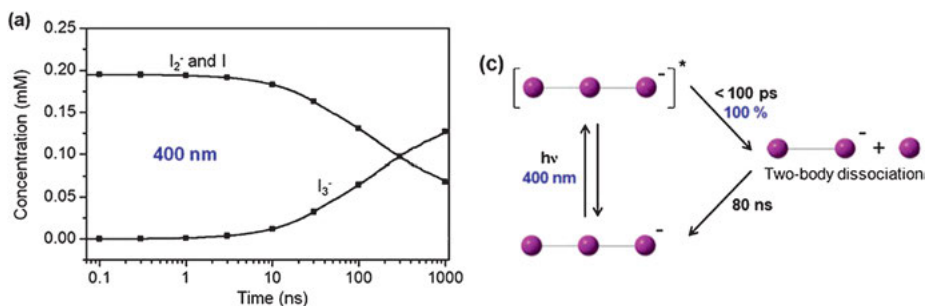 (a)
0.25
0.20
0.15
0.10
0.05
0.00
Concentration (mM)
I₂⁻ and I
400 nm
I₃⁻
0.1 1 10 100 1000
Time (ns)
(c)
*
-
< 100 ps
100 %
hν
400 nm
- +
Two-body dissociation
80 ns
-